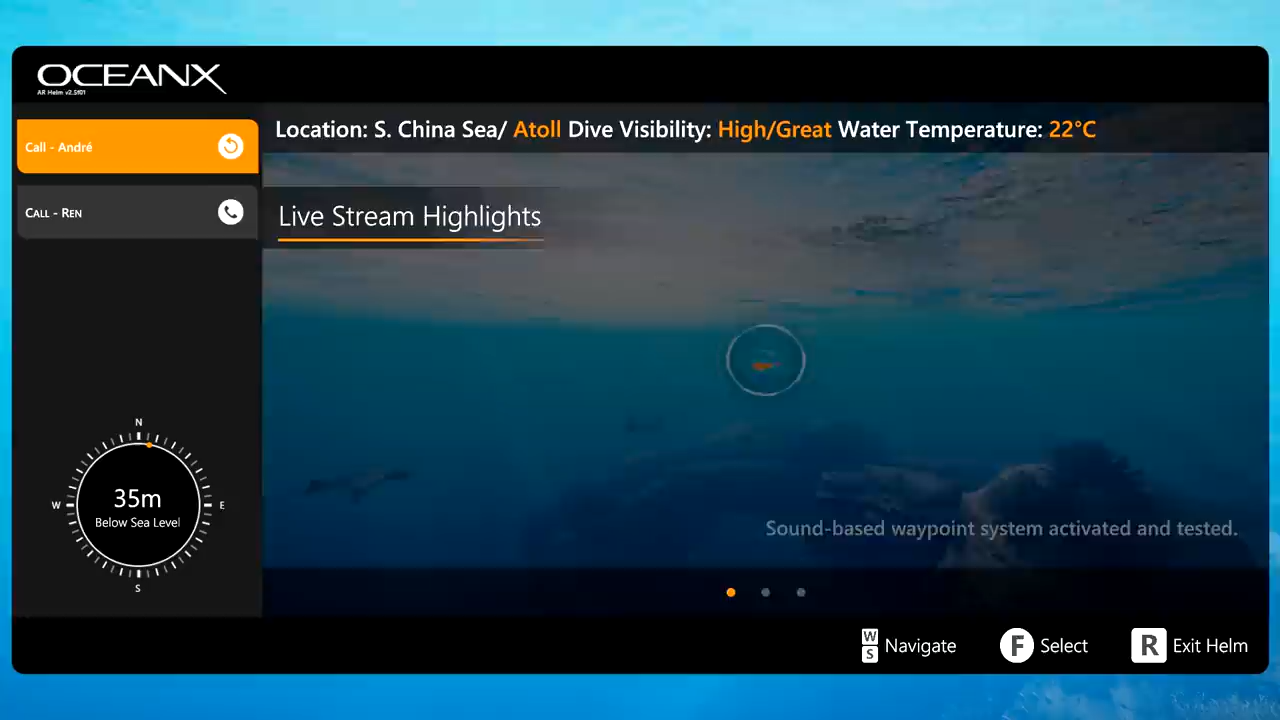 OCEANX
AR Helm v2.5101
Call - André
CALL - REN
Location: S. China Sea/ Atoll Dive Visibility: High/Great Water Temperature: 22°C
Live Stream Highlights
N
W
E
S
35m
Below Sea Level
Sound-based waypoint system activated and tested.
W
S
Navigate
F Select
R Exit Helm